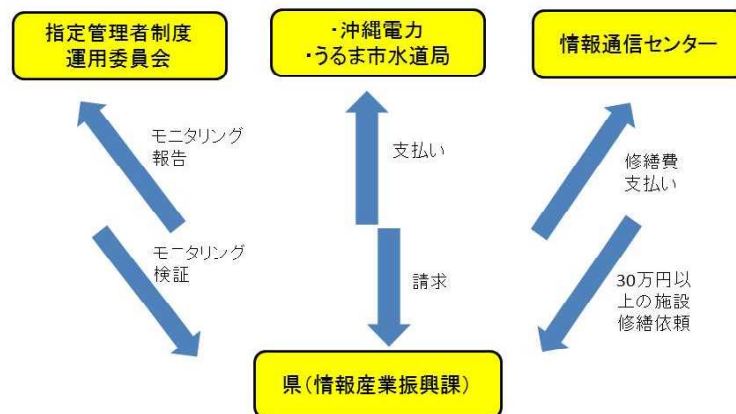 指定管理者制度
運用委員会
・沖縄電力
・うるま市水道局
情報通信センター
モニタリング
報告
支払い
修繕費
支払い
モニタリング
検証
請求
30万円以
上の施設
修繕依頼
県(情報産業振興課)